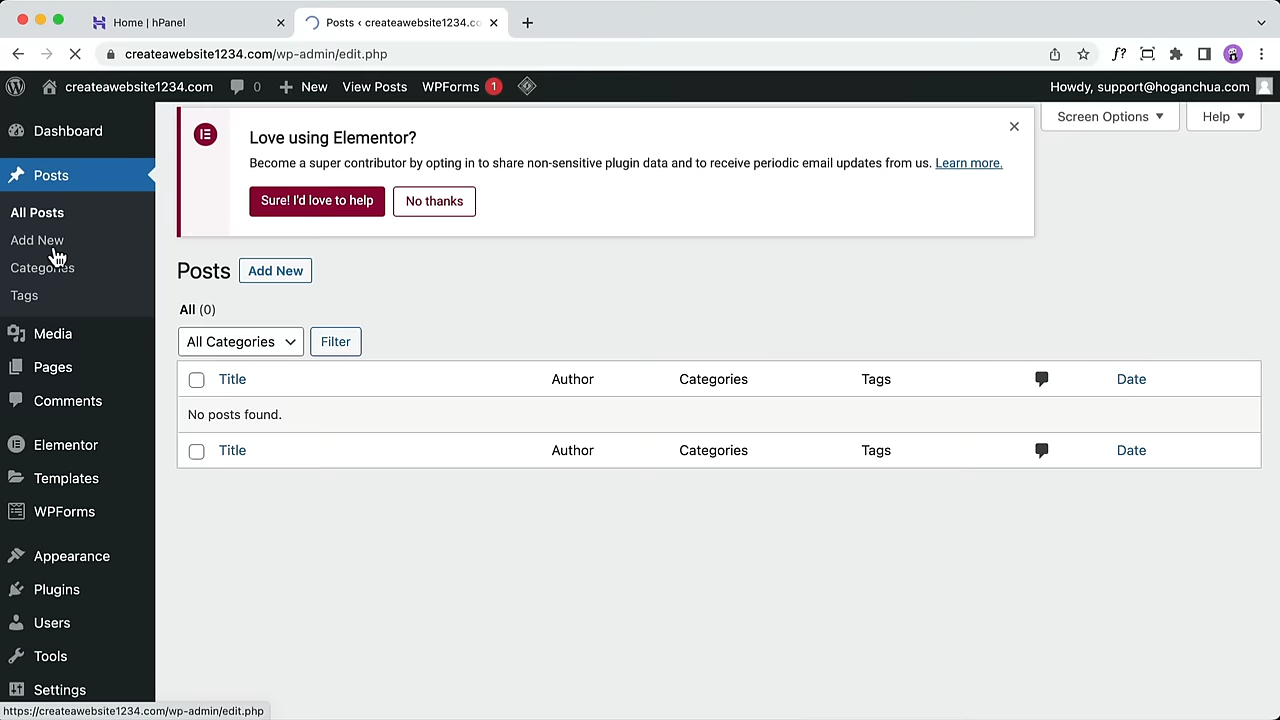 Home | hPanel
Posts ‹ createawebsite1234.co
createawebsite1234.com/wp-admin/edit.php
f?
createawebsite1234.com
0
New
View Posts
WPForms 1
Howdy, support@hoganchua.com
Dashboard
Posts
All Posts
Add New
Categories
Tags
Media
Pages
Comments
Elementor
Templates
WPForms
Appearance
Plugins
Users
Tools
Settings
Love using Elementor?
Become a super contributor by opting in to share non-sensitive plugin data and to receive periodic email updates from us. Learn more.
Sure! I'd love to help
No thanks
Screen Options
Help
Posts
Add New
All (0)
All Categories
Filter
Title Author Categories Tags Date
No posts found.
Title Author Categories Tags Date
https://createawebsite1234.com/wp-admin/edit.php